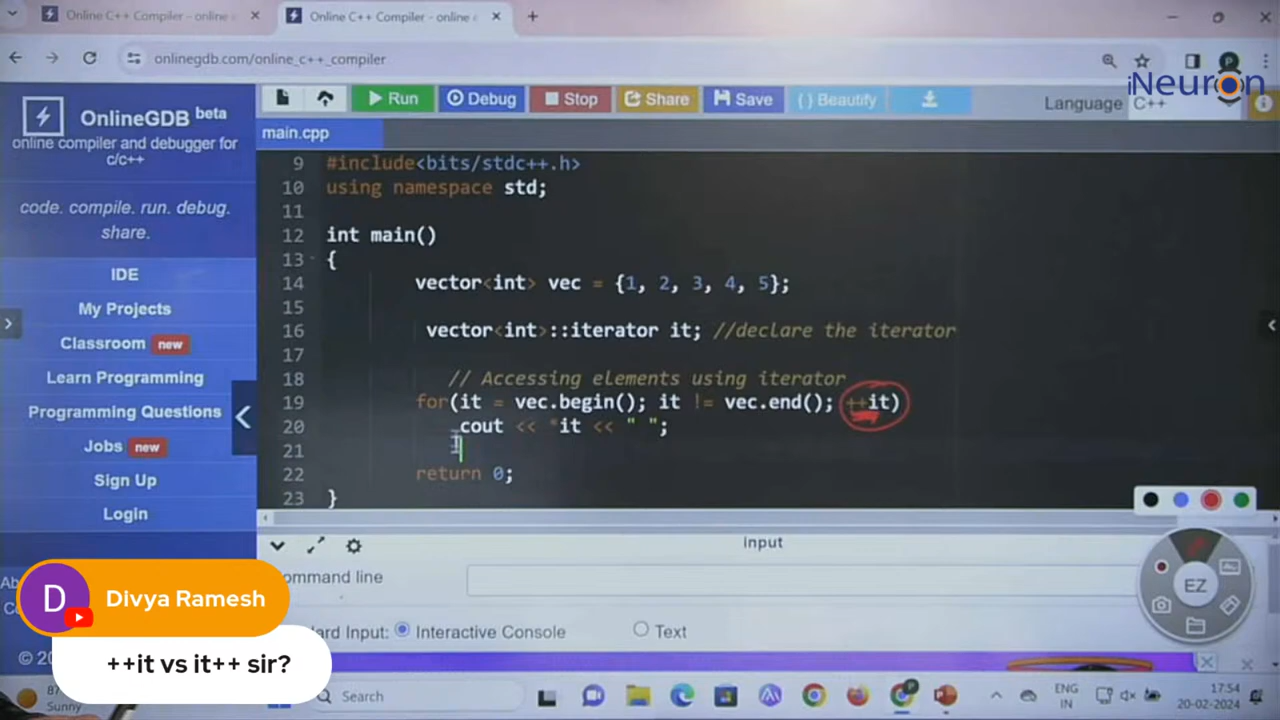 Online C++ Compiler - online e
Online C++ Compiler - online e
onlinegdb.com/online_c++_compiler
iNeuron
OnlineGDB beta
online compiler and debugger for
c/c++
code. compile. run. debug.
share.
IDE
My Projects
Classroom new
Learn Programming
Programming Questions
Jobs new
Sign Up
Login
Run
Debug
Stop
Share
Save
{ } Beautify
Language C++
main.cpp
9 #include<bits/stdc++.h>
10 using namespace std;
11
12 int main()
13 {
14 vector<int> vec = {1, 2, 3, 4, 5};
15
16 vector<int>::iterator it; //declare the iterator
17
18 // Accessing elements using iterator
19 for(it = vec.begin(); it != vec.end(); ++it)
20 cout << *it << " ";
21
22 return 0;
23 }
input
ommand line
Interactive Console
Text
EZ
D
Divya Ramesh
++it vs it++ sir?
Sunny
Search
ENG
IN
17:54
20-02-2024